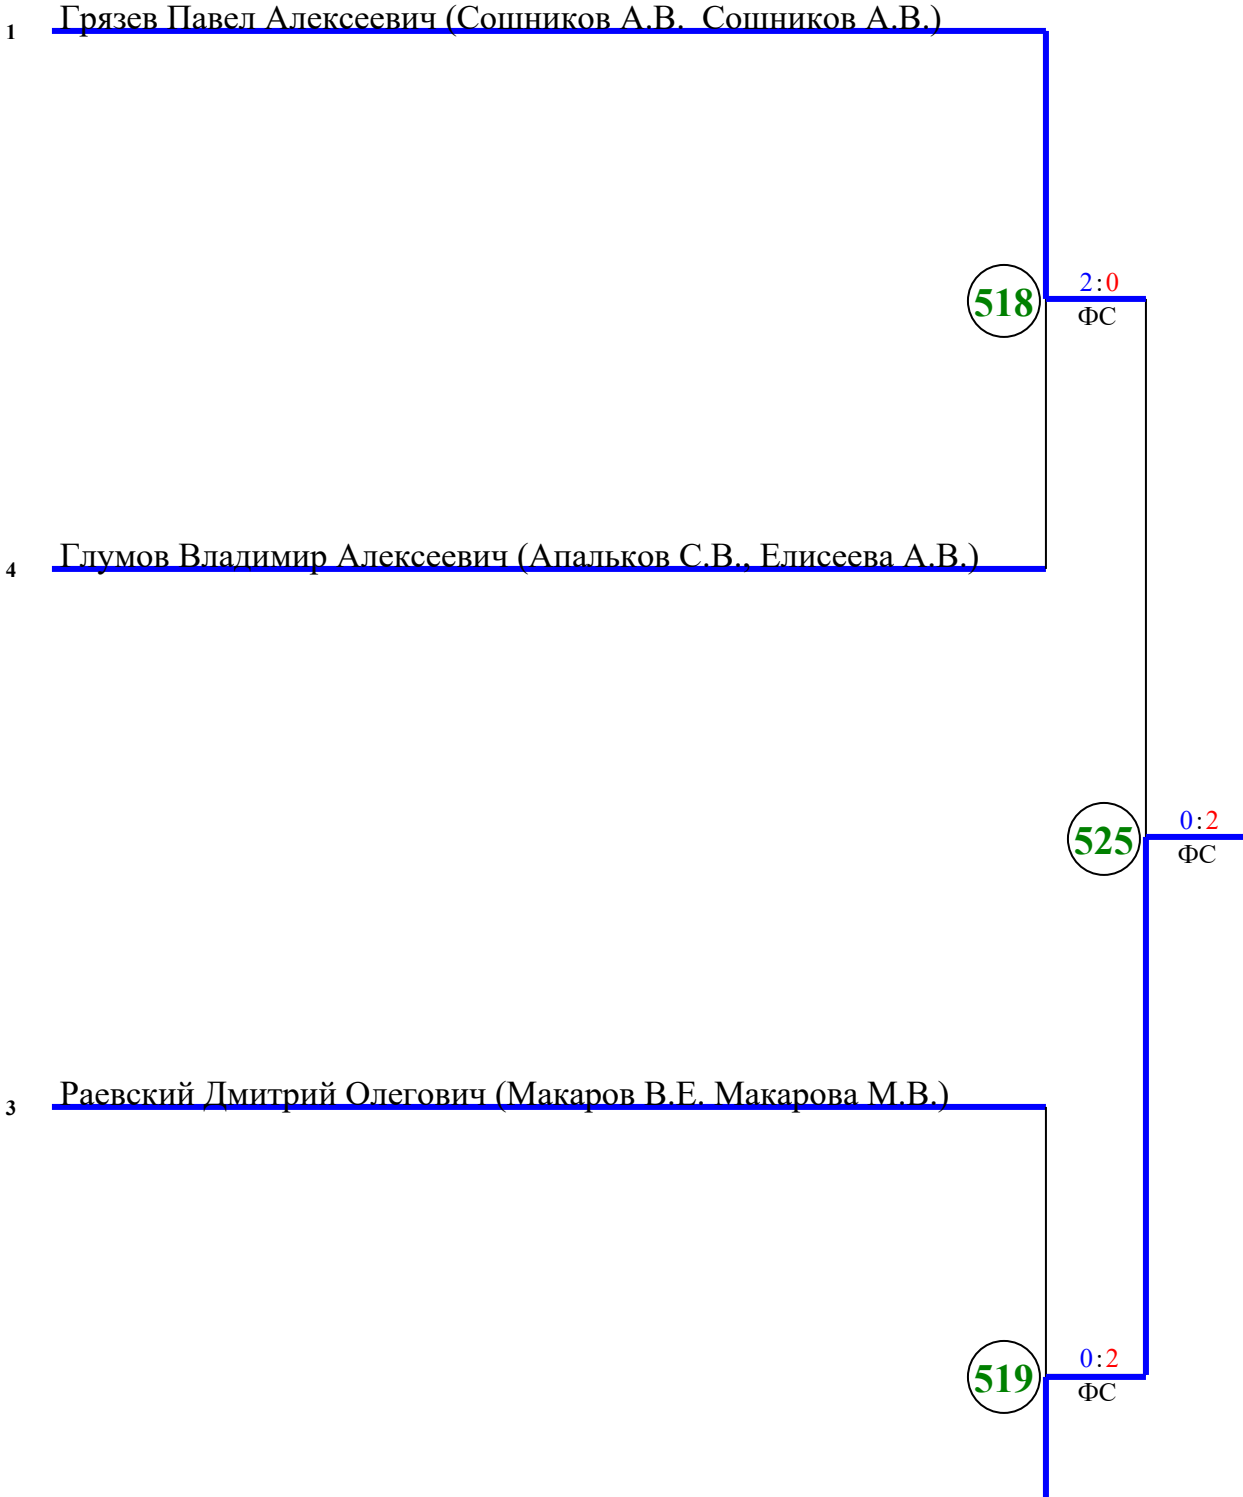 1 Грязев Павел Алексеевич (Сошников А.В.  Сошников А.В.)
518 2:0
ФС
4 Глумов Владимир Алексеевич (Апальков С.В., Елисеева А.В.)
525 0:2
ФС
3 Раевский Дмитрий Олегович (Макаров В.Е. Макарова М.В.)
519 0:2
ФС